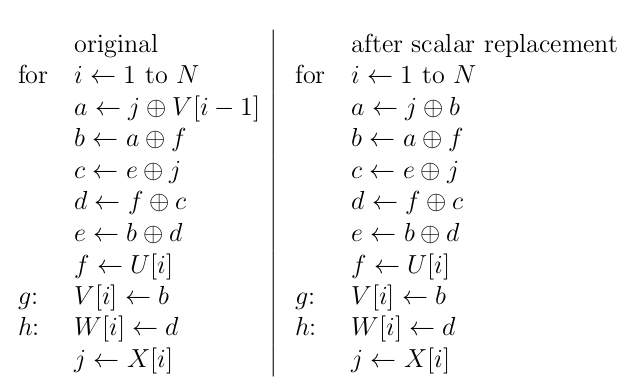 original after scalar replacement
for i ← 1 to N for i ← 1 to N
a ← j ⊕ V[i − 1] a ← j ⊕ b
b ← a ⊕ f b ← a ⊕ f
c ← e ⊕ j c ← e ⊕ j
d ← f ⊕ c d ← f ⊕ c
e ← b ⊕ d e ← b ⊕ d
f ← U[i] f ← U[i]
g: V[i] ← b g: V[i] ← b
h: W[i] ← d h: W[i] ← d
j ← X[i] j ← X[i]